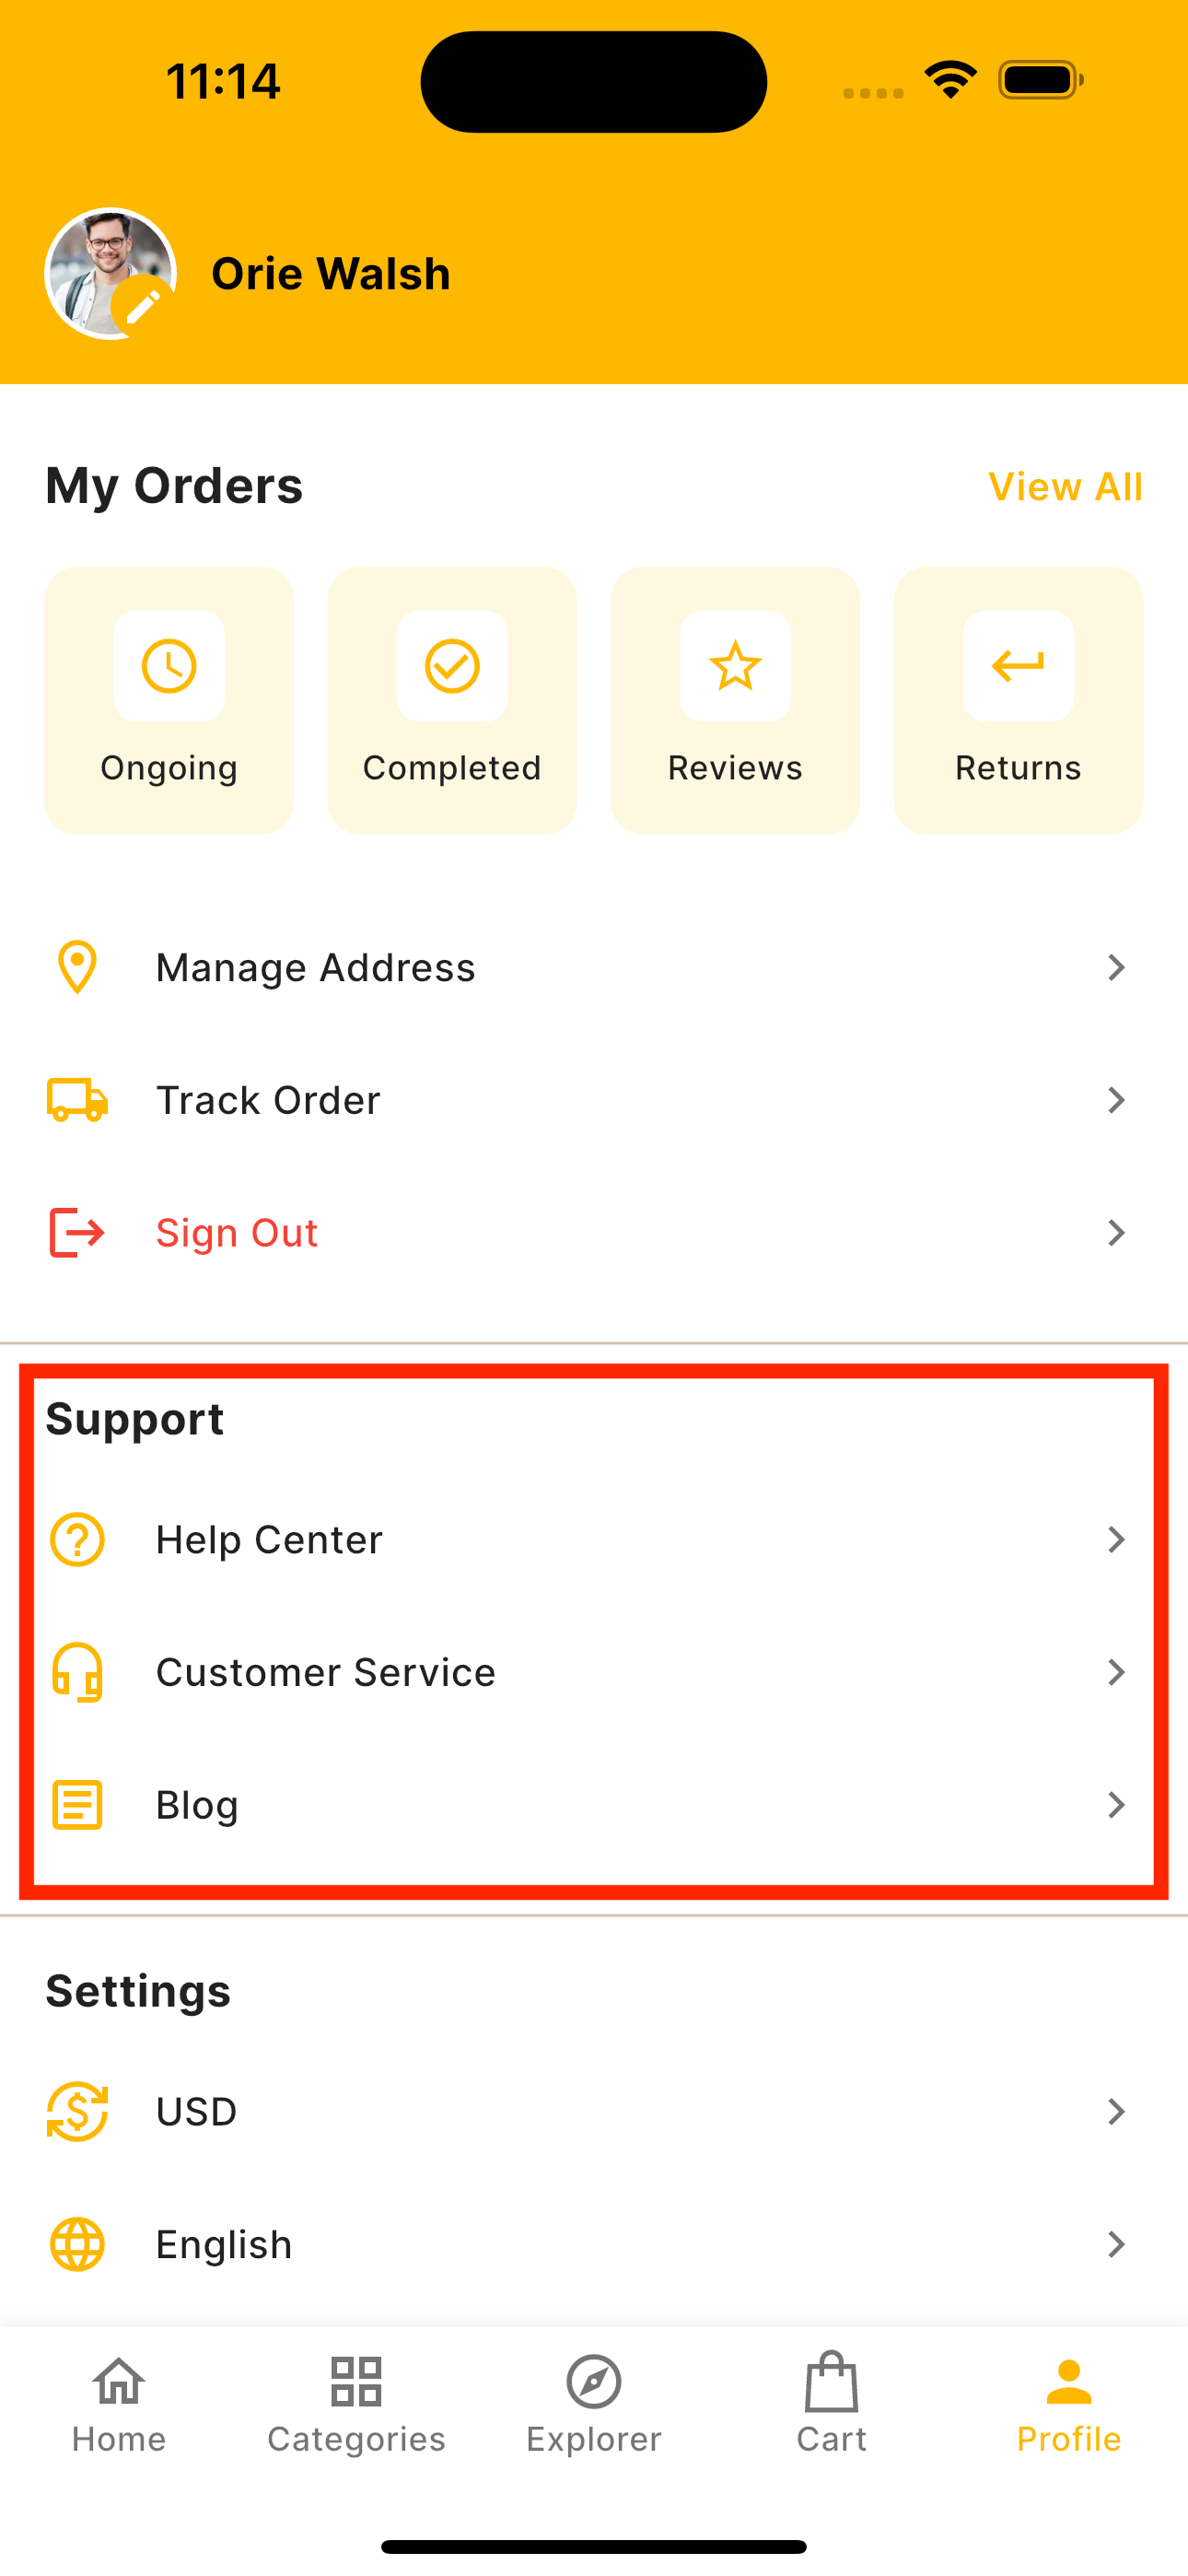 11:14
Orie Walsh
My Orders
View All
Ongoing
Completed
Reviews
Returns
Manage Address
Track Order
Sign Out
Support
Help Center
Customer Service
Blog
Settings
USD
English
Home
Categories
Explorer
Cart
Profile